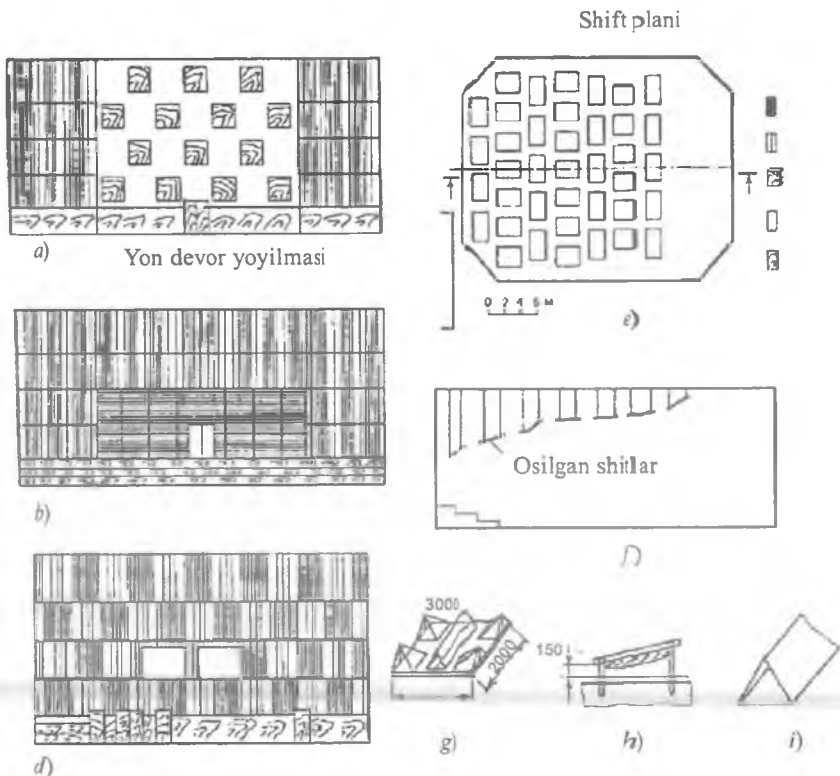 Shift plani
a)
Yon devor yoyilmasi
0 2 4 6 м
e)
b)
Osilgan shitlar
f)
d)
3000
2000
g)
150
h)
i)